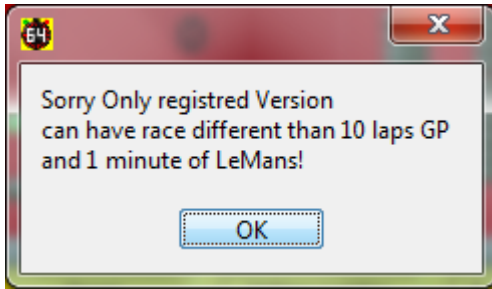 64
Sorry Only registred Version
can have race different than 10 laps GP
and 1 minute of LeMans!
OK